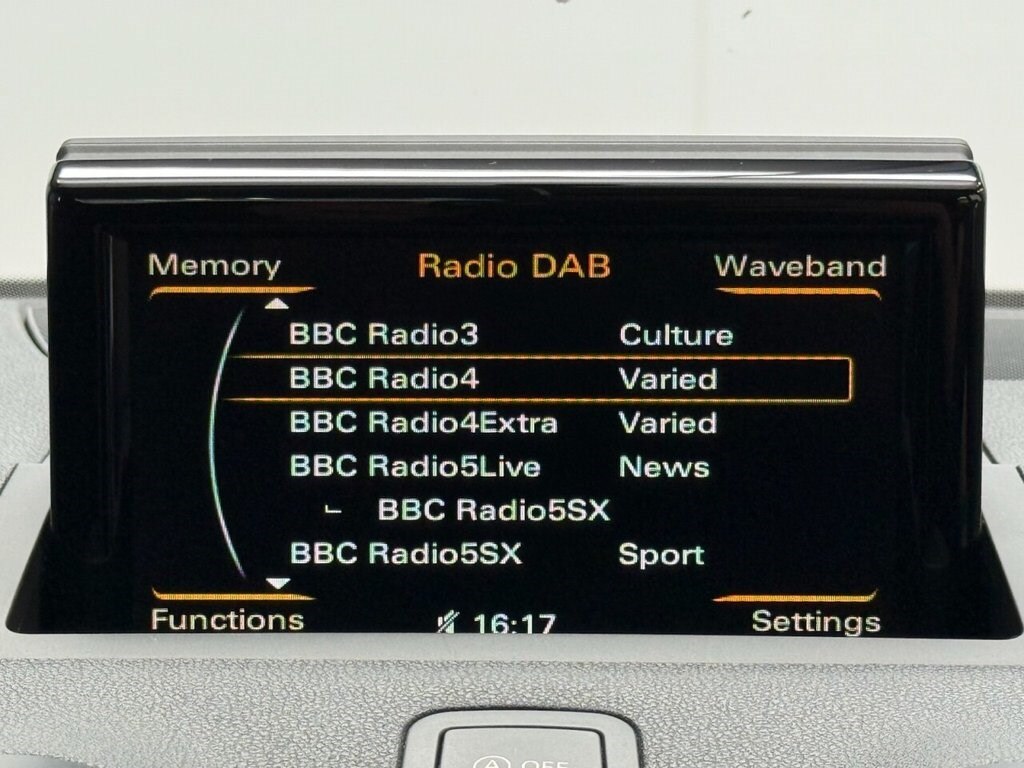 Memory Radio DAB Waveband
BBC Radio3 Culture
BBC Radio4 Varied
BBC Radio4Extra Varied
BBC Radio5Live News
BBC Radio5SX
BBC Radio5SX Sport
Functions 16:17 Settings
A OFF